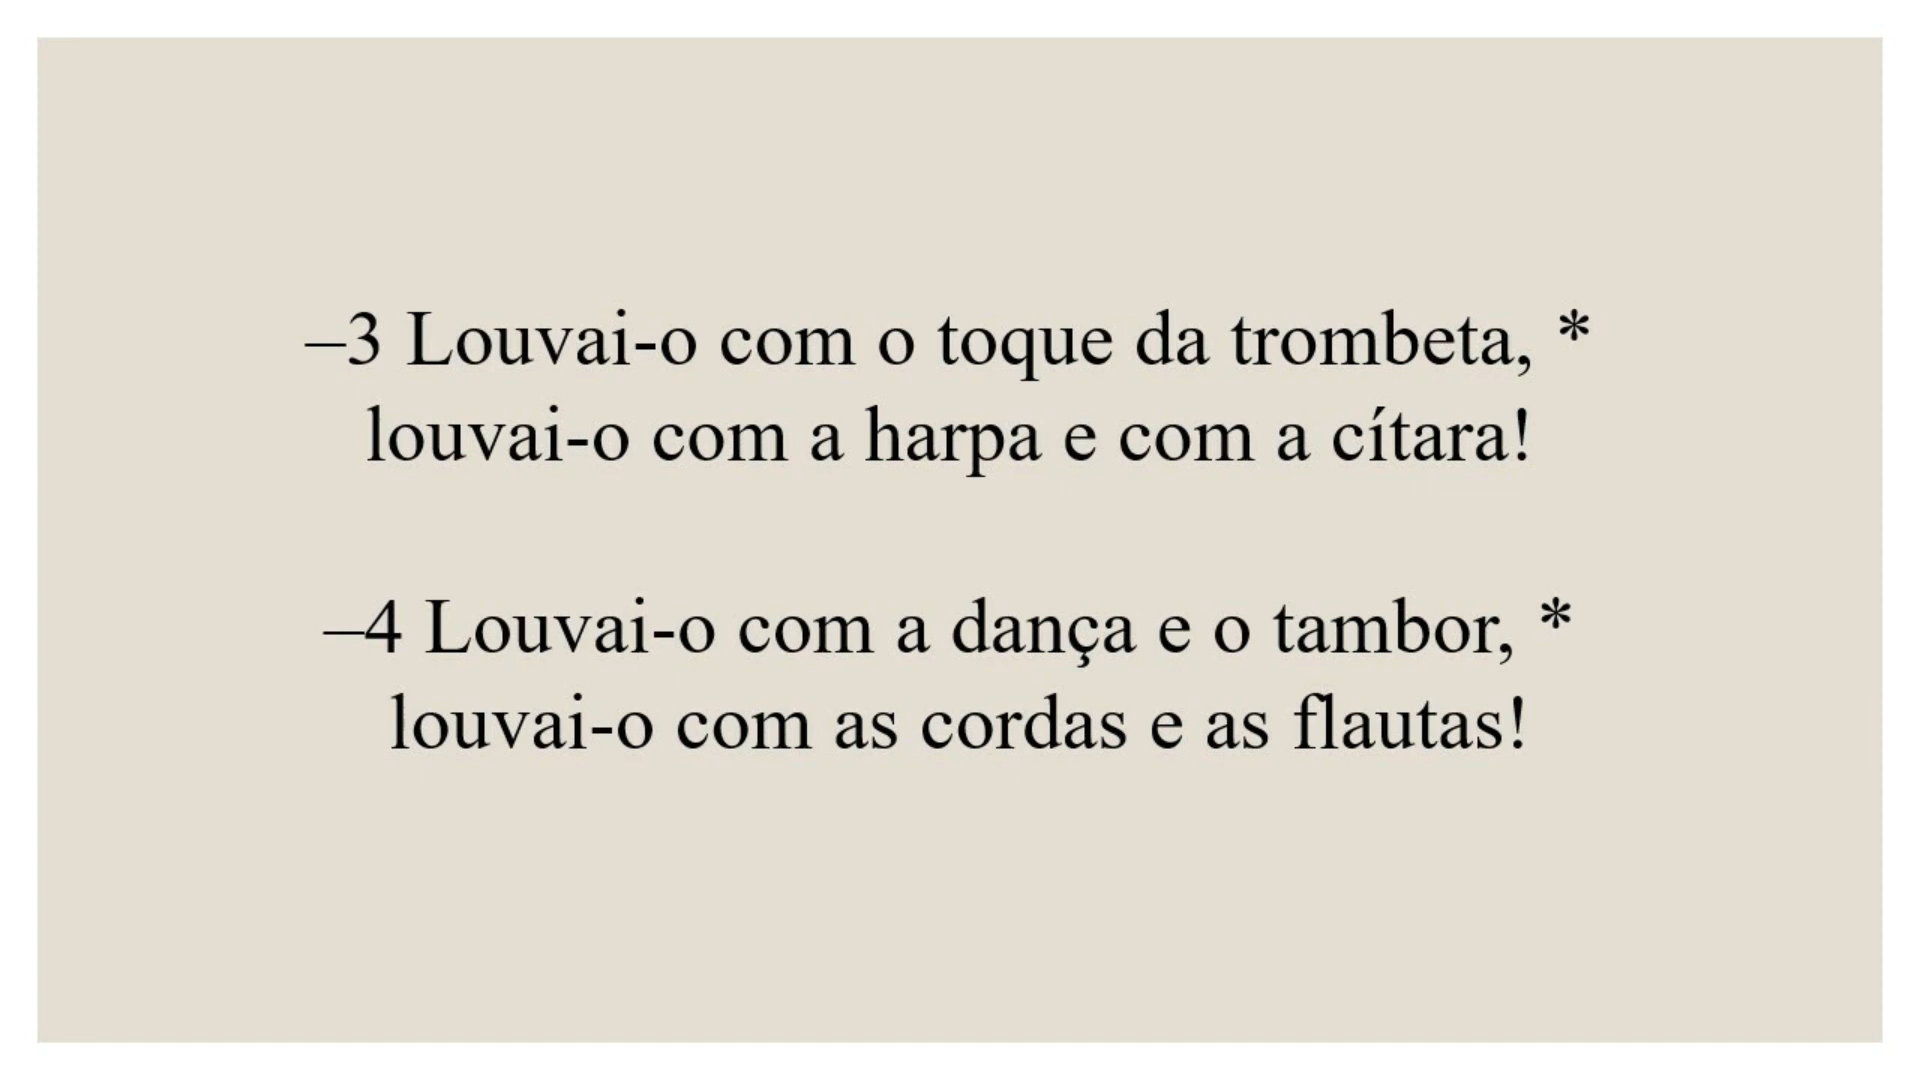 –3 Louvai-o com o toque da trombeta, *
louvai-o com a harpa e com a cítara!
–4 Louvai-o com a dança e o tambor, *
louvai-o com as cordas e as flautas!